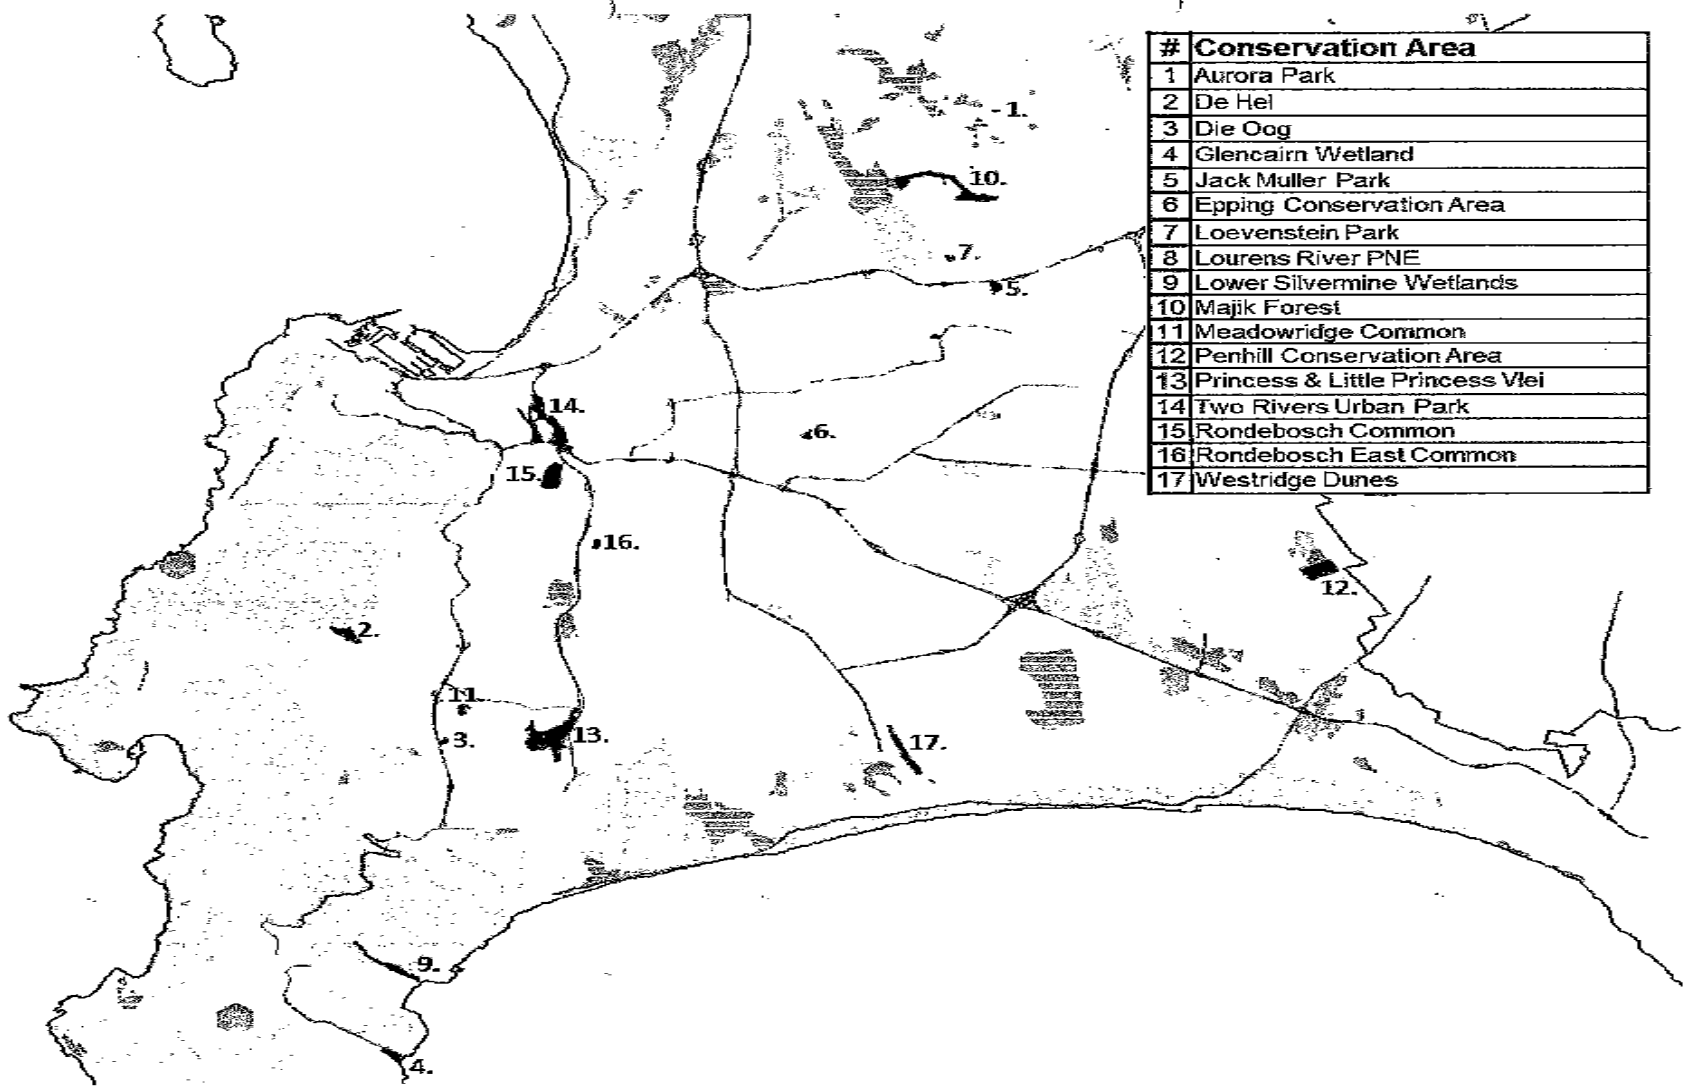 # Conservation Area
1 Aurora Park
2 De Hel
3 Die Oog
4 Glencairn Wetland
5 Jack Muller Park
6 Epping Conservation Area
7 Loevenstein Park
8 Lourens River PNE
9 Lower Silvermine Wetlands
10 Majik Forest
11 Meadowridge Common
12 Penhill Conservation Area
13 Princess & Little Princess Vlei
14 Two Rivers Urban Park
15 Rondebosch Common
16 Rondebosch East Common
17 Westridge Dunes
1.
10.
7.
5.
14.
6.
15.
16.
12.
2.
11.
3.
13.
17.
9.
4.